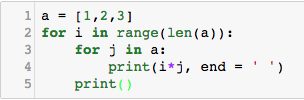 1 a = [1,2,3]
2 for i in range(len(a)):
3     for j in a:
4         print(i*j, end = ' ')
5     print()